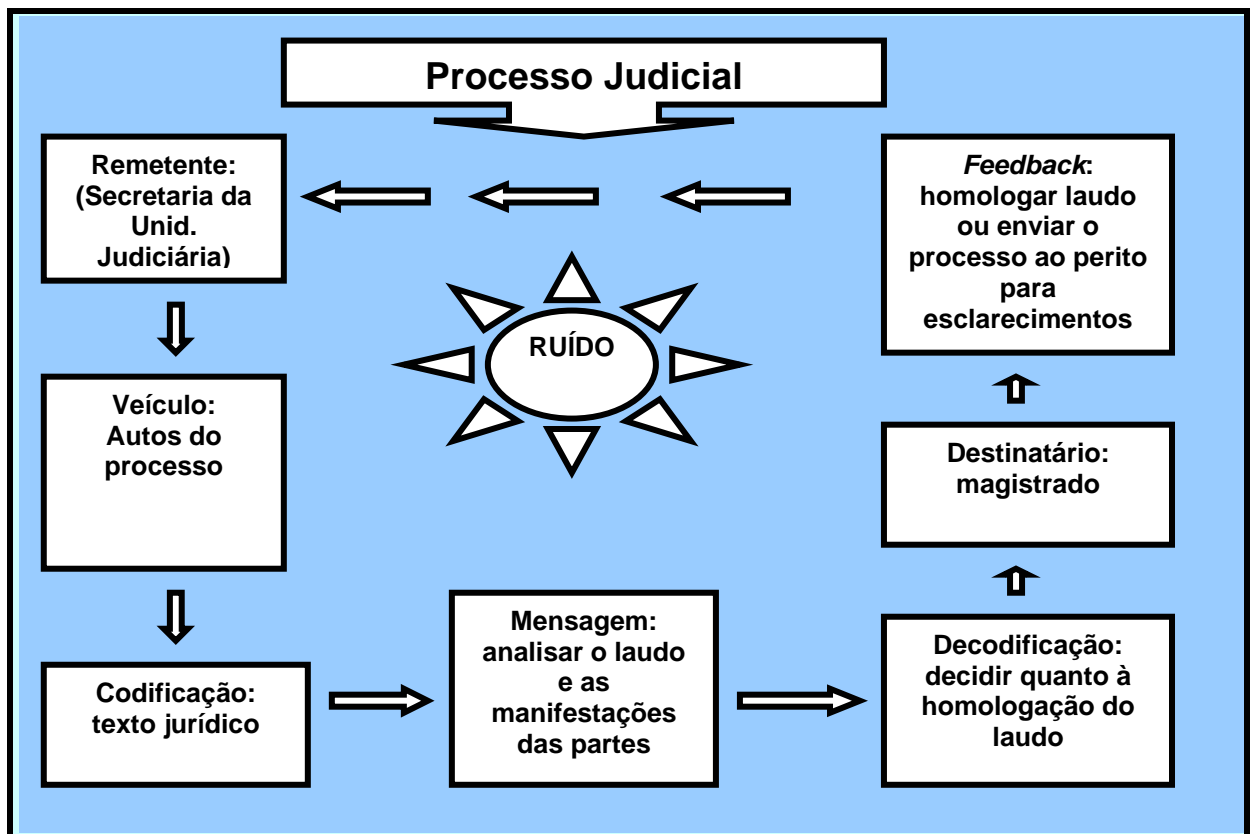 Processo Judicial
Remetente:
(Secretaria da
Unid.
Judiciária)
Veículo:
Autos do
processo
Codificação:
texto jurídico
Mensagem:
analisar o laudo
e as
manifestações
das partes
Decodificação:
decidir quanto à
homologação do
laudo
Destinatário:
magistrado
Feedback:
homologar laudo
ou enviar o
processo ao perito
para
esclarecimentos
RUÍDO